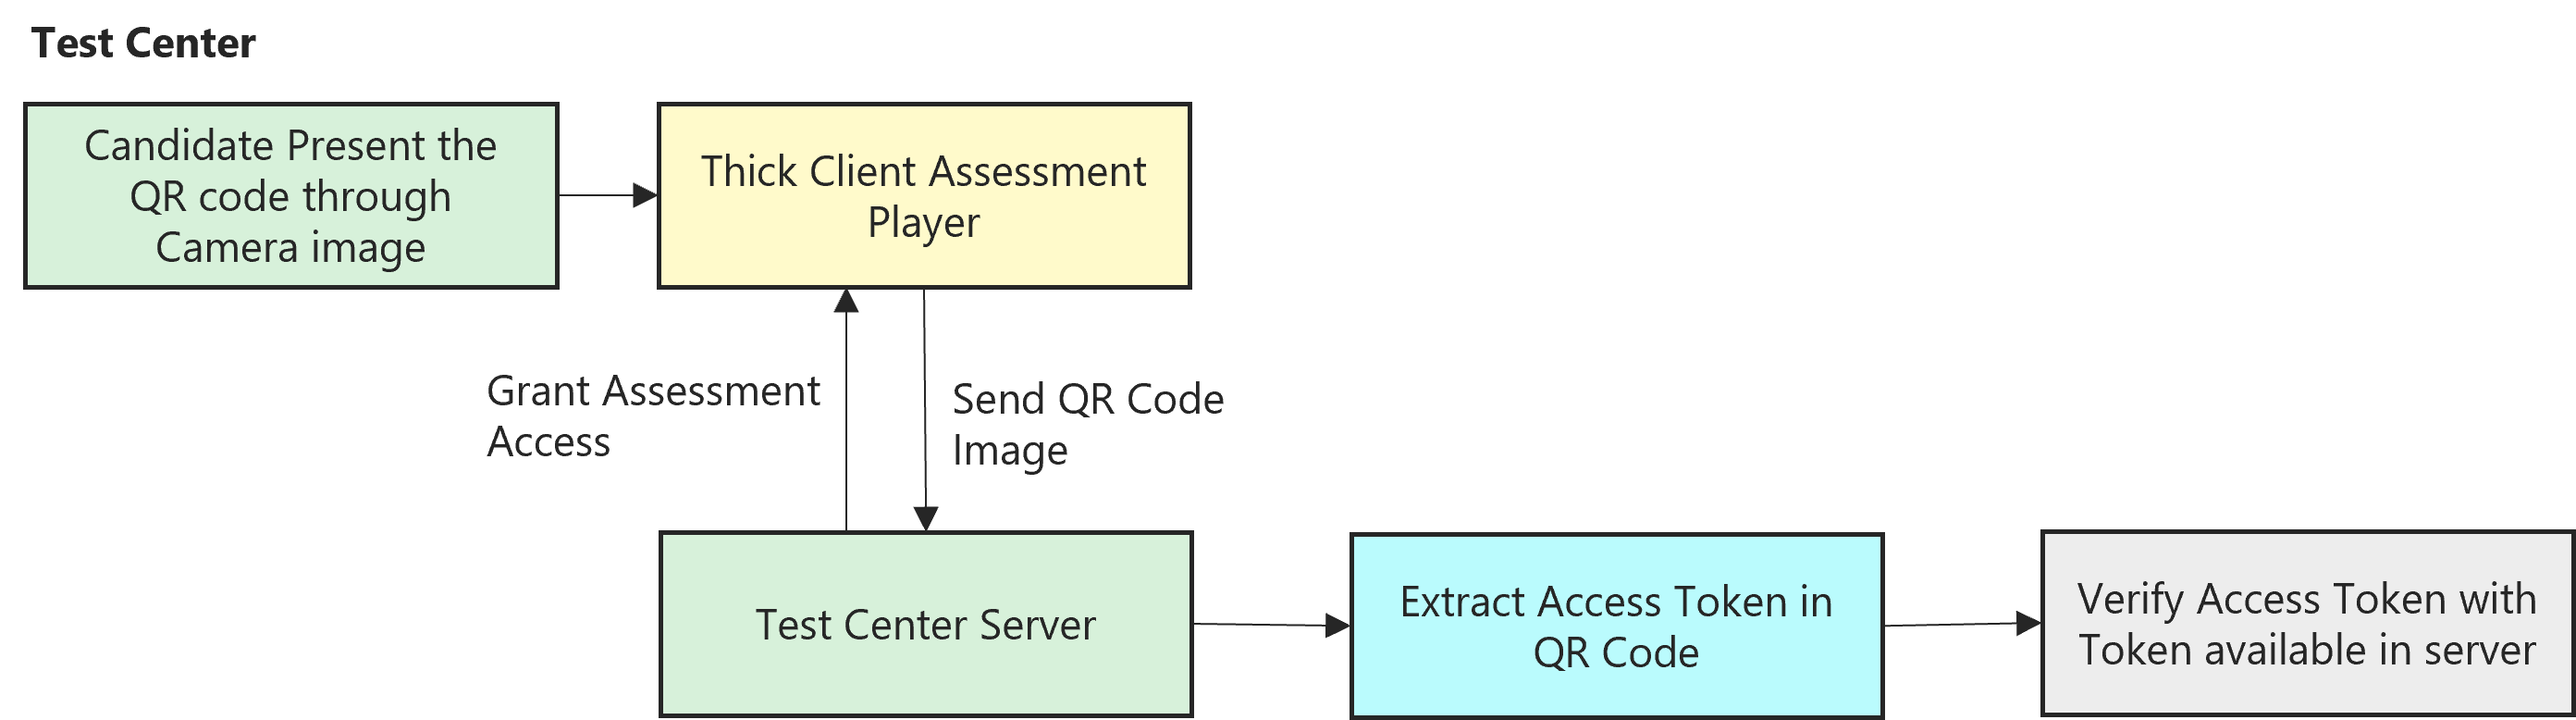 Test Center
Candidate Present the
QR code through
Camera image
Thick Client Assessment
Player
Grant Assessment
Access
Send QR Code
Image
Test Center Server
Extract Access Token in
QR Code
Verify Access Token with
Token available in server